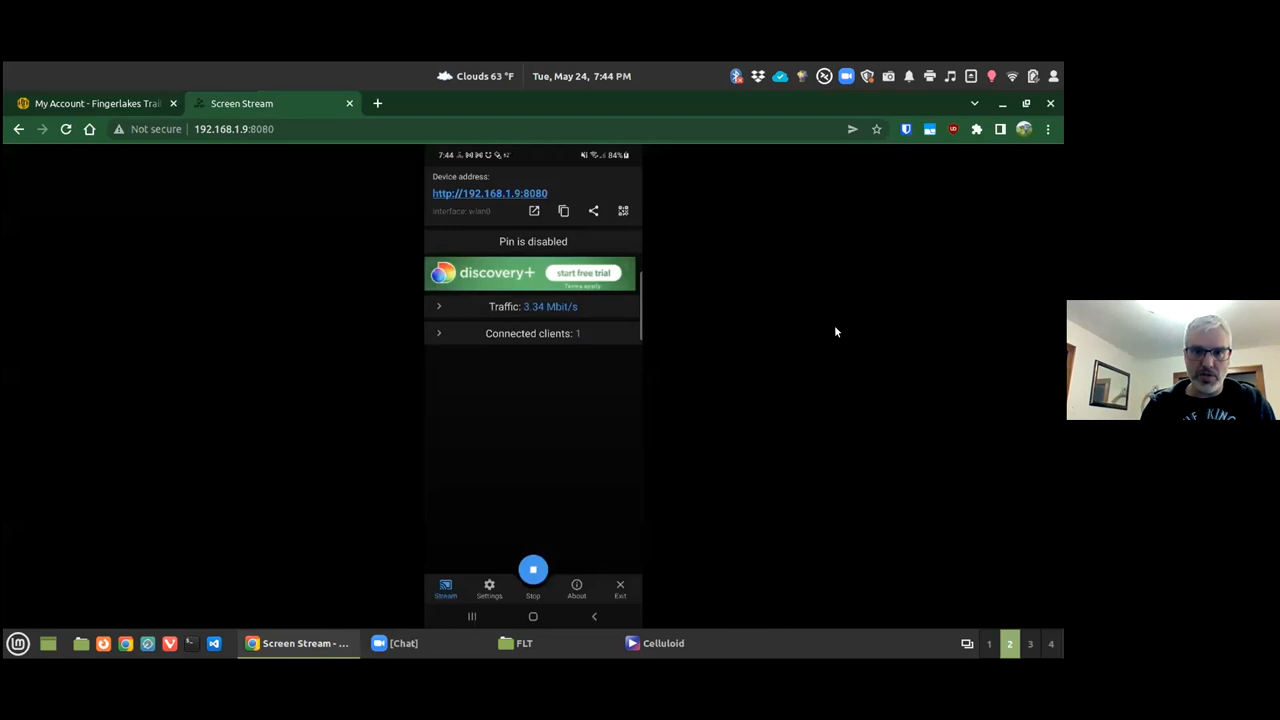 Clouds 63 °F
Tue, May 24, 7:44 PM
My Account - Fingerlakes Trai
Screen Stream
Not secure
192.168.1.9:8080
7:44
84%
Device address:
http://192.168.1.9:8080
Interface: wlan0
Pin is disabled
discovery+
start free trial
Terms apply
Traffic: 3.34 Mbit/s
Connected clients: 1
Stream
Settings
Stop
About
Exit
Screen Stream - ...
[Chat]
FLT
Celluloid
1
2
3
4